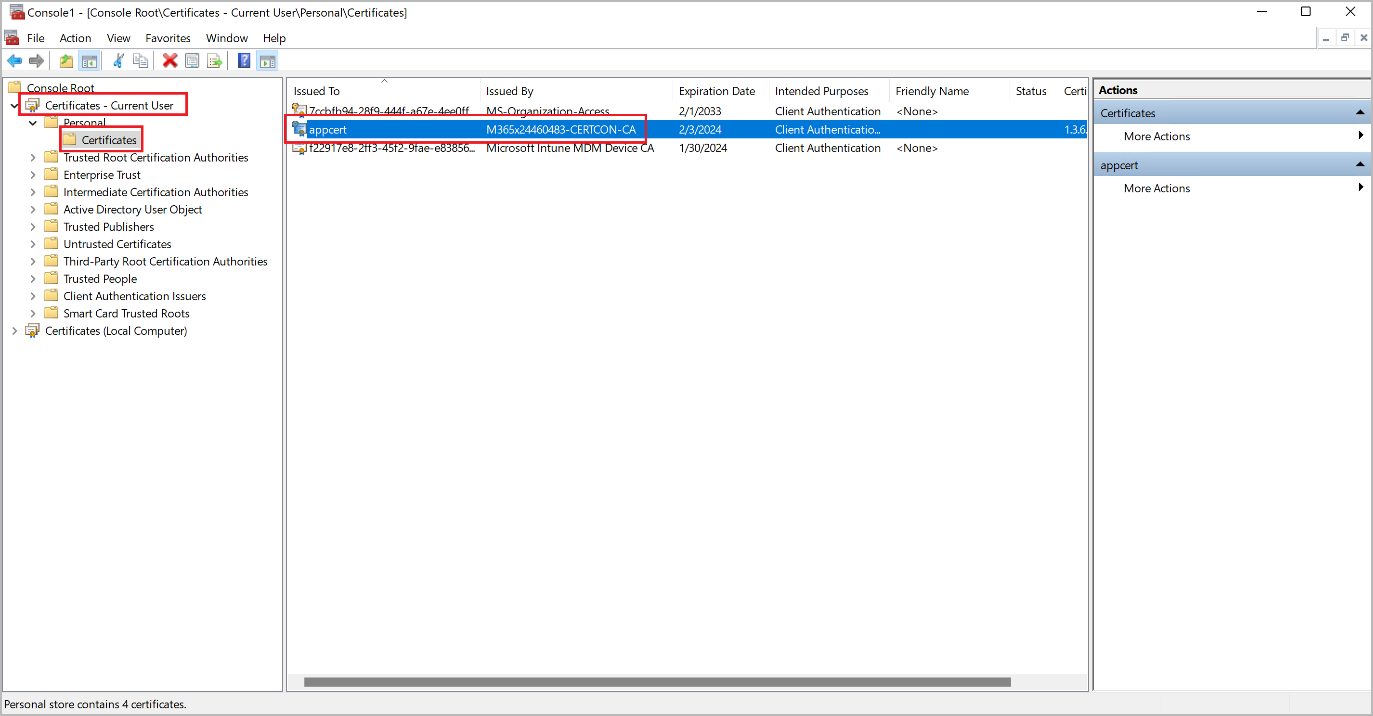 Console1 - [Console Root\Certificates - Current User\Personal\Certificates]
File Action View Favorites Window Help
Console Root
Certificates - Current User
Personal
Certificates
Trusted Root Certification Authorities
Enterprise Trust
Intermediate Certification Authorities
Active Directory User Object
Trusted Publishers
Untrusted Certificates
Third-Party Root Certification Authorities
Trusted People
Client Authentication Issuers
Smart Card Trusted Roots
Certificates (Local Computer)
Issued To Issued By Expiration Date Intended Purposes Friendly Name Status Certi
7ccbfb94-28f9-444f-a67e-4ee0ff... MS-Organization-Access 2/1/2033 Client Authentication <None>
appcert M365x24460483-CERTCON-CA 2/3/2024 Client Authenticatio... 1.3.6.
f22917e8-2ff3-45f2-9fae-e83856... Microsoft Intune MDM Device CA 1/30/2024 Client Authentication <None>
Actions
Certificates
More Actions
appcert
More Actions
Personal store contains 4 certificates.